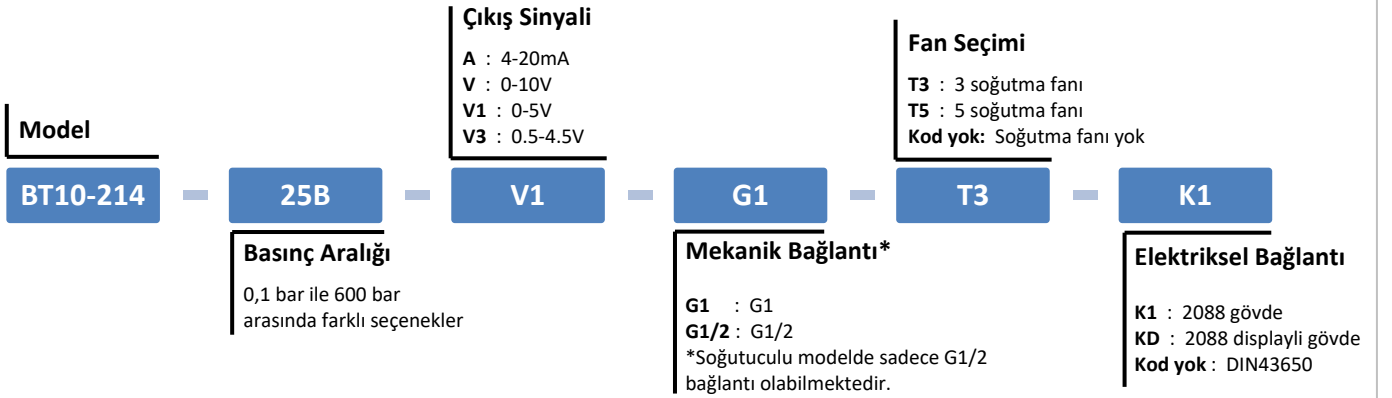 Çıkış Sinyali
A : 4-20mA
V : 0-10V
V1 : 0-5V
V3 : 0.5-4.5V
Fan Seçimi
T3 : 3 soğutma fanı
T5 : 5 soğutma fanı
Kod yok: Soğutma fanı yok
Model
BT10-214 - 25B - V1 - G1 - T3 - K1
Basınç Aralığı
0,1 bar ile 600 bar
arasında farklı seçenekler
Mekanik Bağlantı*
G1 : G1
G1/2 : G1/2
*Soğutuculu modelde sadece G1/2
bağlantı olabilmektedir.
Elektriksel Bağlantı
K1 : 2088 gövde
KD : 2088 displayli gövde
Kod yok : DIN43650